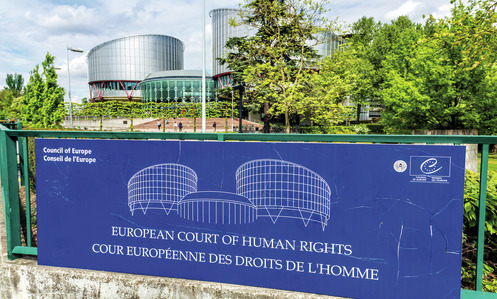 Council of Europe
Conseil de l'Europe
EUROPEAN COURT OF HUMAN RIGHTS
COUR EUROPÉENNE DES DROITS DE L'HOMME